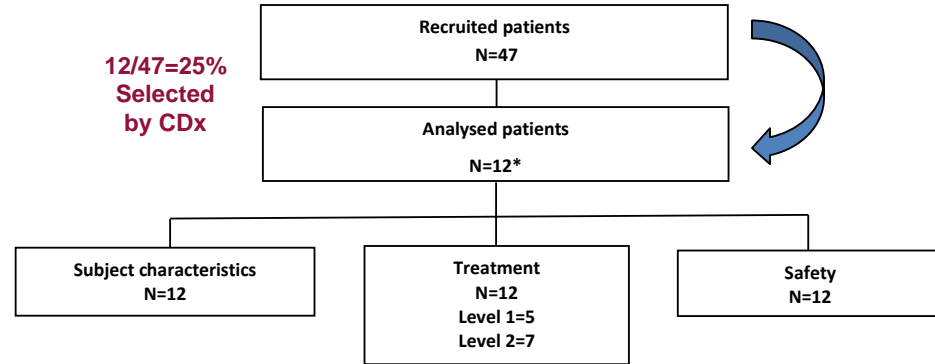 Recruited patients
N=47
12/47=25%
Selected
by CDx
Analysed patients
N=12*
Subject characteristics
N=12
Treatment
N=12
Level 1=5
Level 2=7
Safety
N=12